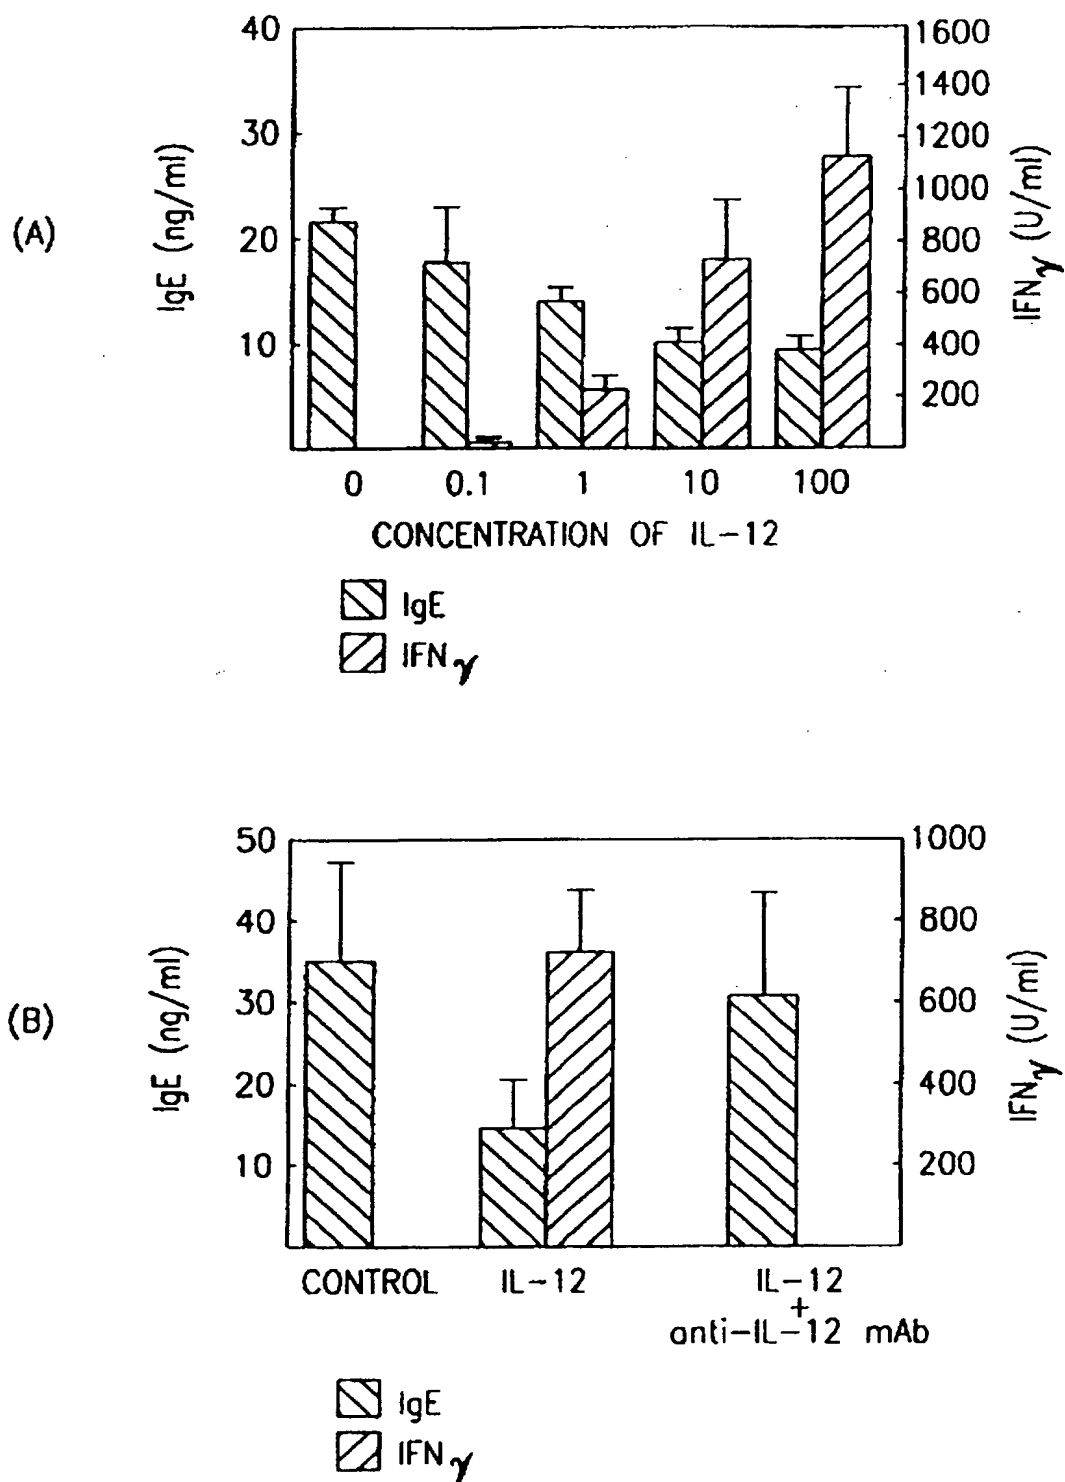 (A)
IgE (ng/ml)
40
30
20
10
1600
1400
1200
1000
800
600
400
200
IFNγ (U/ml)
0 0.1 1 10 100
CONCENTRATION OF IL-12
IgE
IFNγ
(B)
IgE (ng/ml)
50
40
30
20
10
1000
800
600
400
200
IFNγ (U/ml)
CONTROL IL-12 IL-12
+
anti-IL-12 mAb
IgE
IFNγ